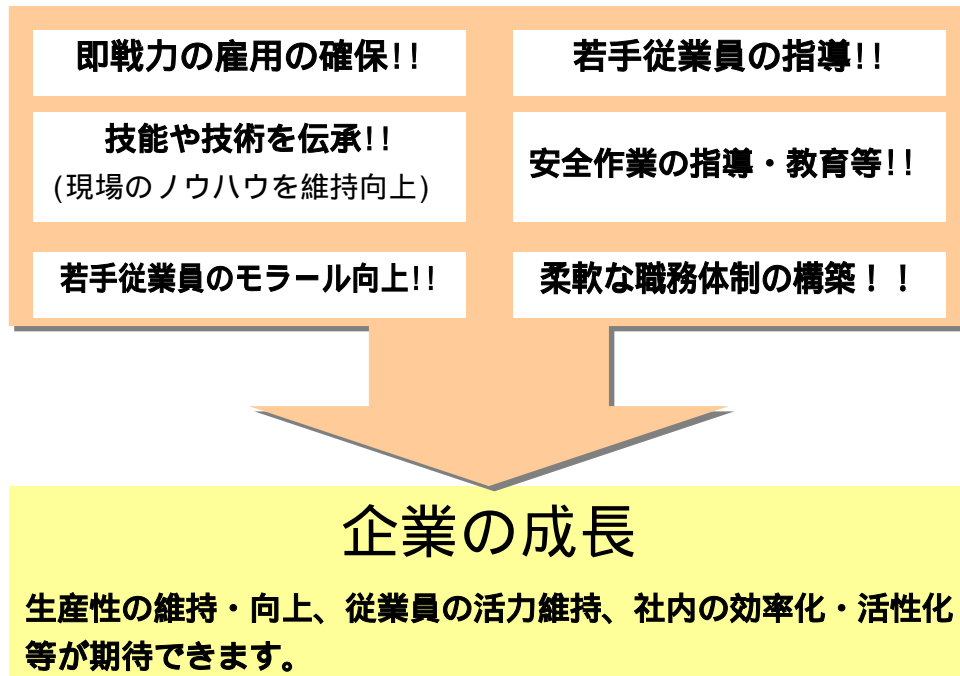 即戦力の雇用の確保!!
若手従業員の指導!!
技能や技術を伝承!!
(現場のノウハウを維持向上)
安全作業の指導・教育等!!
若手従業員のモラール向上!!
柔軟な職務体制の構築！！
企業の成長
生産性の維持・向上、従業員の活力維持、社内の効率化・活性化
等が期待できます。